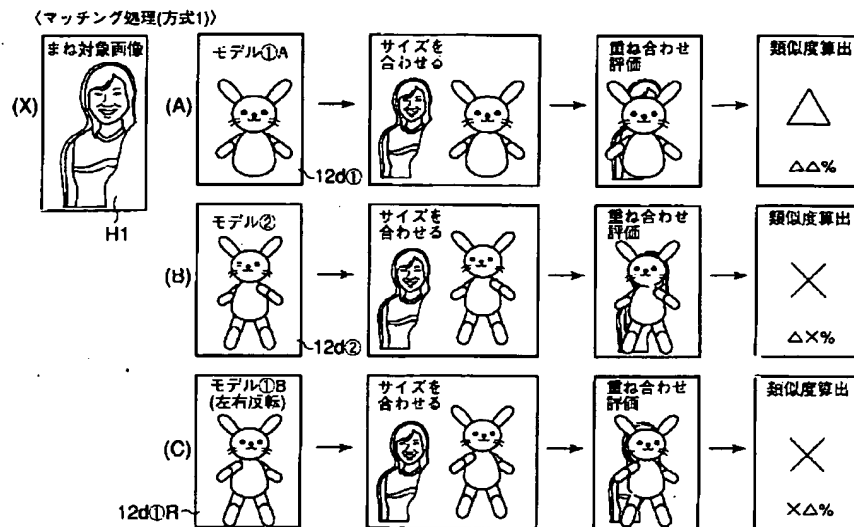 〈マッチング処理(方式1)〉
まね対象画像
(X)
H1
(A)
モデル①A
12d①
サイズを
合わせる
重ね合わせ
評価
類似度算出
△△%
(B)
モデル②
12d②
サイズを
合わせる
重ね合わせ
評価
類似度算出
△×%
(C)
モデル①B
(左右反転)
12d①R
サイズを
合わせる
重ね合わせ
評価
類似度算出
×△%